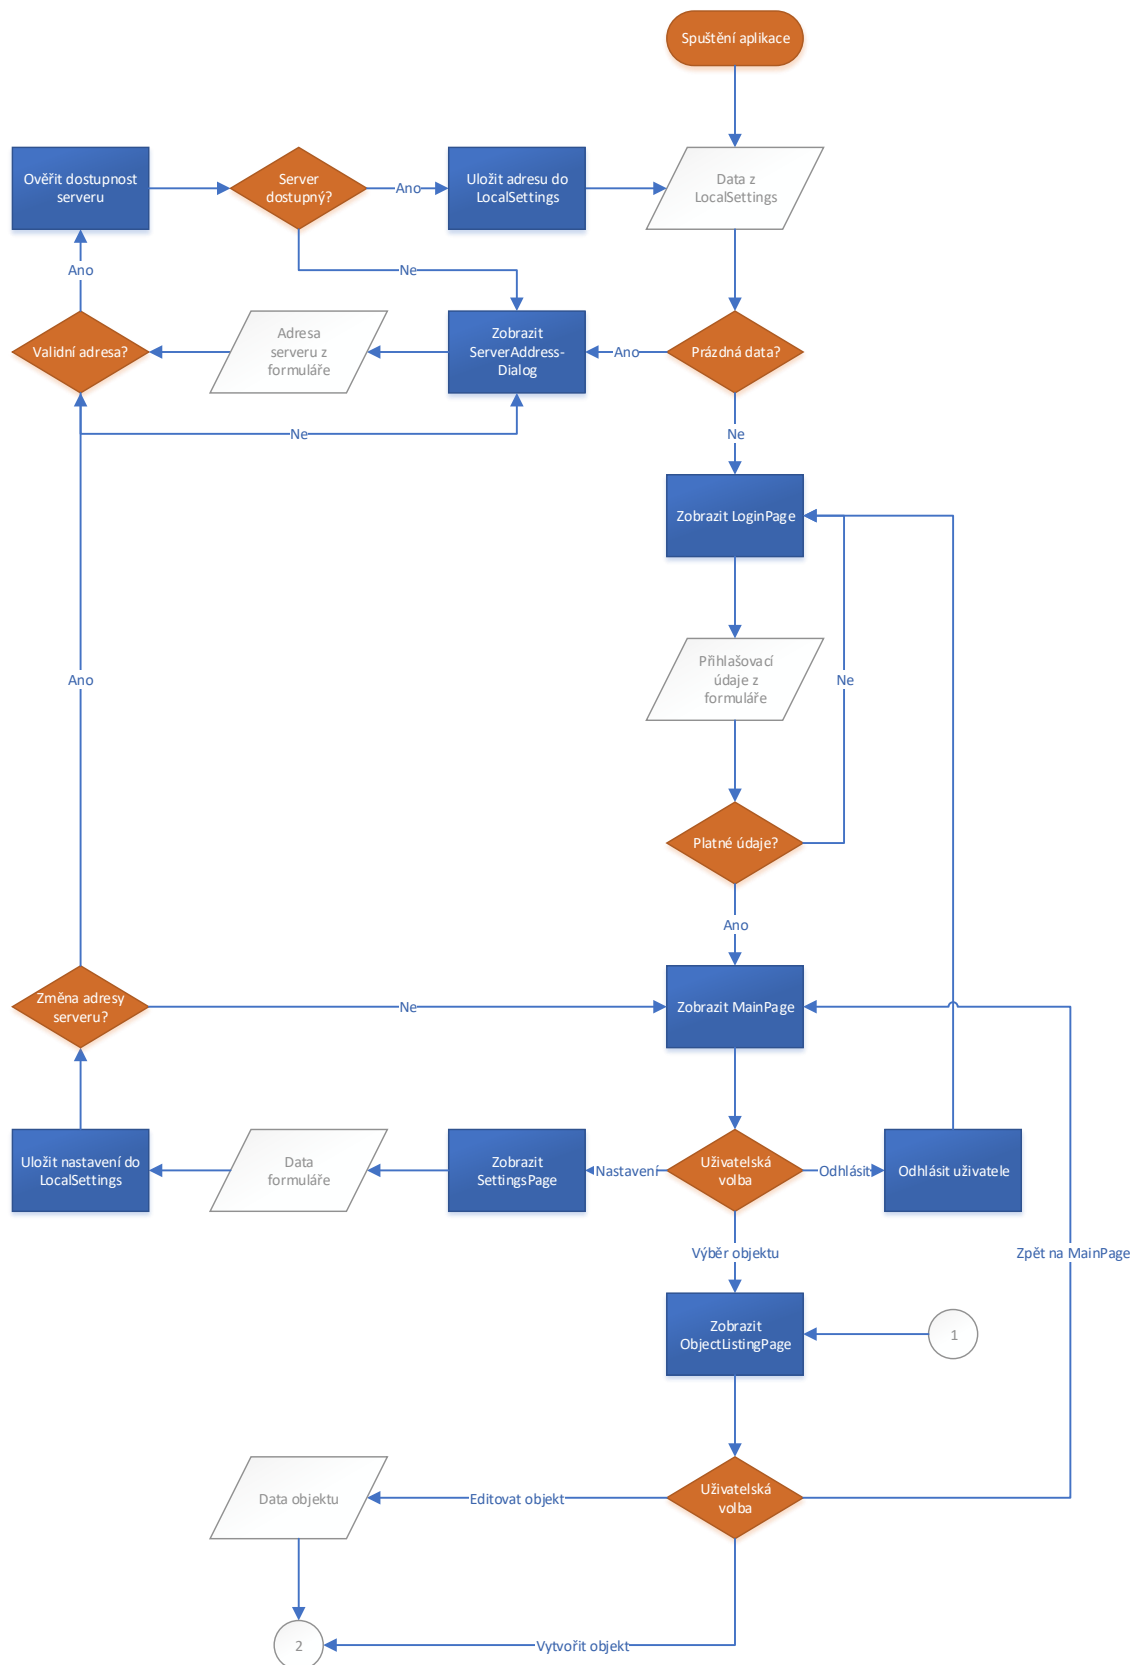 Spuštění aplikace
Ověřit dostupnost
serveru
Server
dostupný?
Ano
Uložit adresu do
LocalSettings
Data z
LocalSettings
Ano
Ne
Validní adresa?
Adresa
serveru z
formuláře
Zobrazit
ServerAddress-
Dialog
Ano
Prázdná data?
Ne
Ne
Zobrazit LoginPage
Přihlašovací
údaje z
formuláře
Ano
Ne
Platné údaje?
Ano
Změna adresy
serveru?
Ne
Zobrazit MainPage
Uložit nastavení do
LocalSettings
Data
formuláře
Zobrazit
SettingsPage
Nastavení
Uživatelská
volba
Odhlásit
Odhlásit uživatele
Výběr objektu
Zpět na MainPage
Zobrazit
ObjectListingPage
1
Data objektu
Editovat objekt
Uživatelská
volba
2
Vytvořit objekt